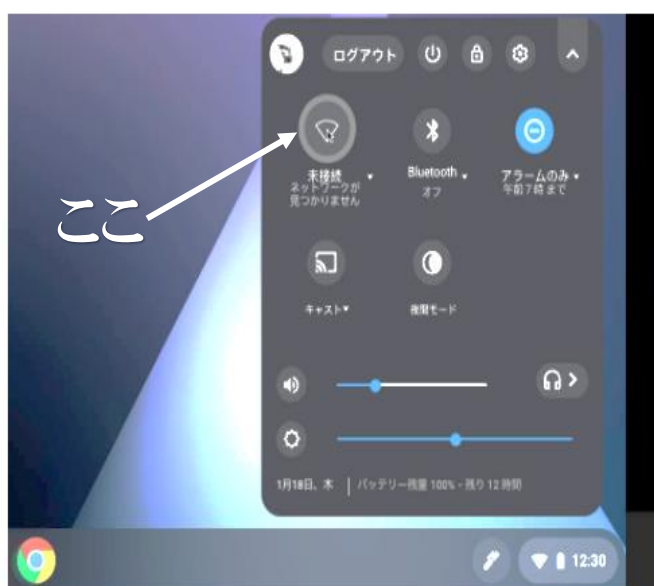 ログアウト
ここ
未接続
ネットワークが
見つかりません
Bluetooth
オフ
アラームのみ
午前7時 まで
キャスト
夜間モード
1月18日、木 | バッテリー残量 100% - 残り 12 時間
12:30